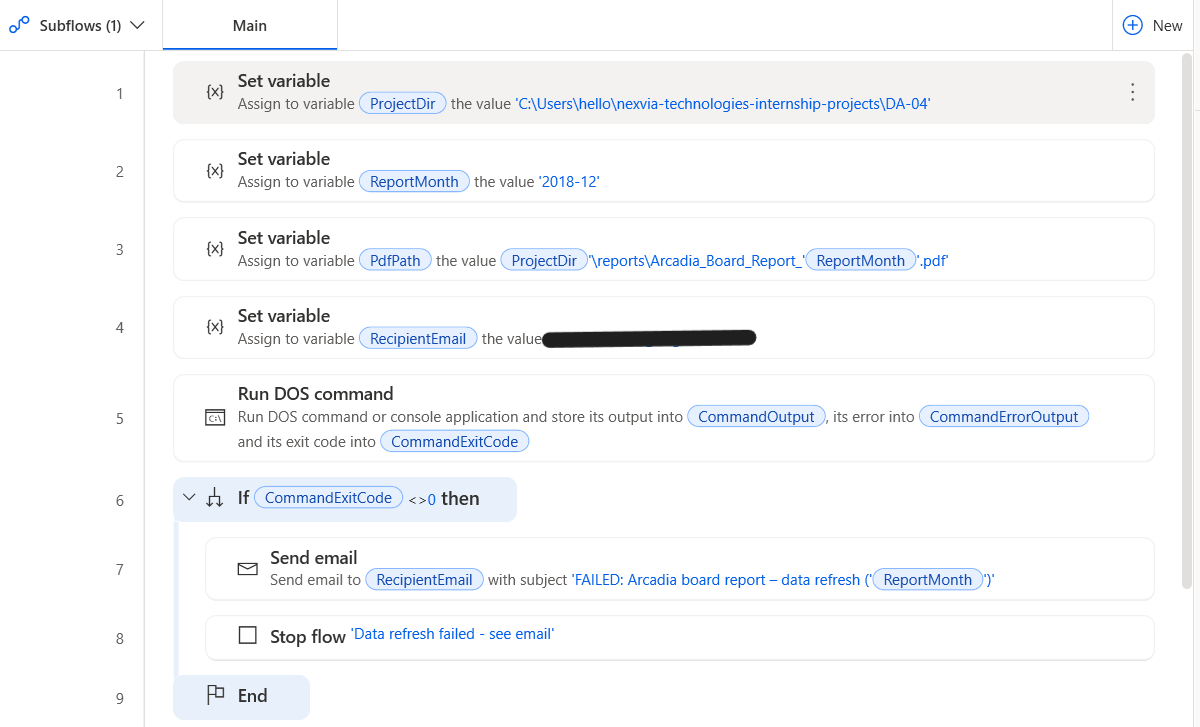 Subflows (1) Main New
1
Set variable
Assign to variable ProjectDir the value 'C:\Users\hello\nexvia-technologies-internship-projects\DA-04'
2
Set variable
Assign to variable ReportMonth the value '2018-12'
3
Set variable
Assign to variable PdfPath the value ProjectDir '\reports\Arcadia_Board_Report_' ReportMonth '.pdf'
4
Set variable
Assign to variable RecipientEmail the value
5
Run DOS command
Run DOS command or console application and store its output into CommandOutput , its error into CommandErrorOutput
and its exit code into CommandExitCode
6
If CommandExitCode <>0 then
7
Send email
Send email to RecipientEmail with subject 'FAILED: Arcadia board report – data refresh (' ReportMonth ')'
8
Stop flow 'Data refresh failed - see email'
9
End